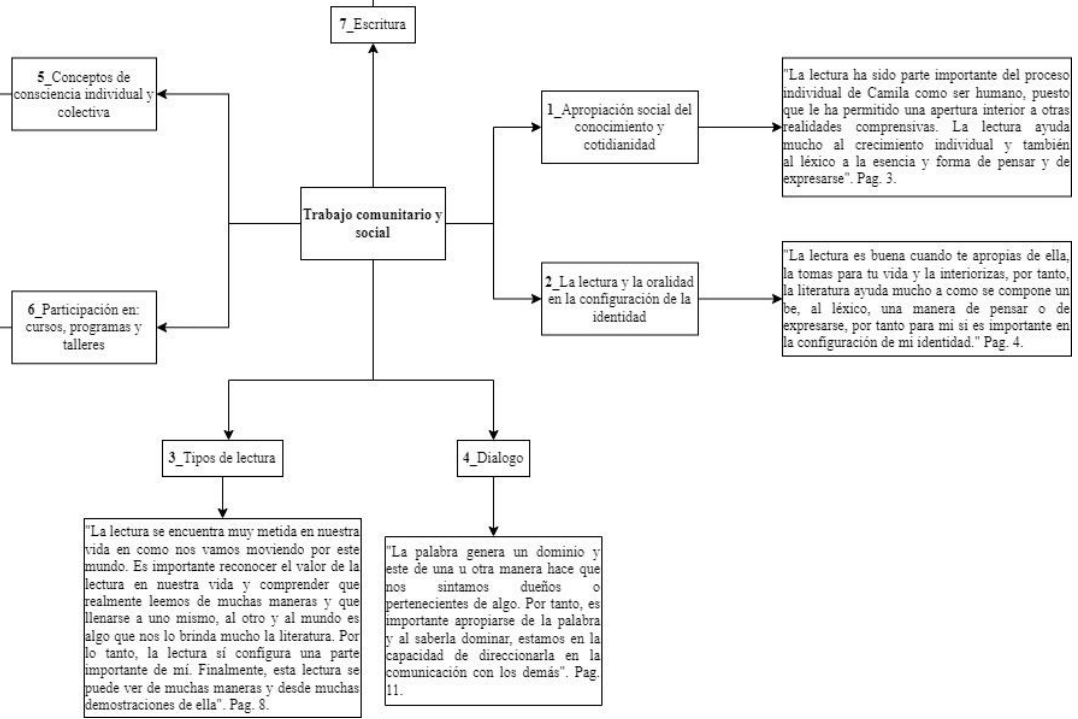 7_Escritura
5_Conceptos de
consciencia individual y
colectiva
1_Apropiación social del
conocimiento y
cotidianidad
"La lectura ha sido parte importante del proceso
individual de Camila como ser humano, puesto
que le ha permitido una apertura interior a otras
realidades comprensivas. La lectura ayuda
mucho al crecimiento individual y también
al léxico a la esencia y forma de pensar y de
expresarse". Pag. 3.
Trabajo comunitario y
social
2_La lectura y la oralidad
en la configuración de la
identidad
"La lectura es buena cuando te apropias de ella,
la tomas para tu vida y la interiorizas, por tanto,
la literatura ayuda mucho a como se compone un
be, al léxico, una manera de pensar o de
expresarse, por tanto para mi si es importante en
la configuración de mi identidad." Pag. 4.
6_Participación en:
cursos, programas y
talleres
3_Tipos de lectura
4_Dialogo
"La lectura se encuentra muy metida en nuestra
vida en como nos vamos moviendo por este
mundo. Es importante reconocer el valor de la
lectura en nuestra vida y comprender que
realmente leemos de muchas maneras y que
llenarse a uno mismo, al otro y al mundo es
algo que nos lo brinda mucho la literatura. Por
lo tanto, la lectura sí configura una parte
importante de mí. Finalmente, esta lectura se
puede ver de muchas maneras y desde muchas
demostraciones de ella". Pag. 8.
"La palabra genera un dominio y
este de una u otra manera hace que
nos sintamos dueños o
pertenecientes de algo. Por tanto, es
importante apropiarse de la palabra
y al saberla dominar, estamos en la
capacidad de direccionarla en la
comunicación con los demás". Pag.
11.